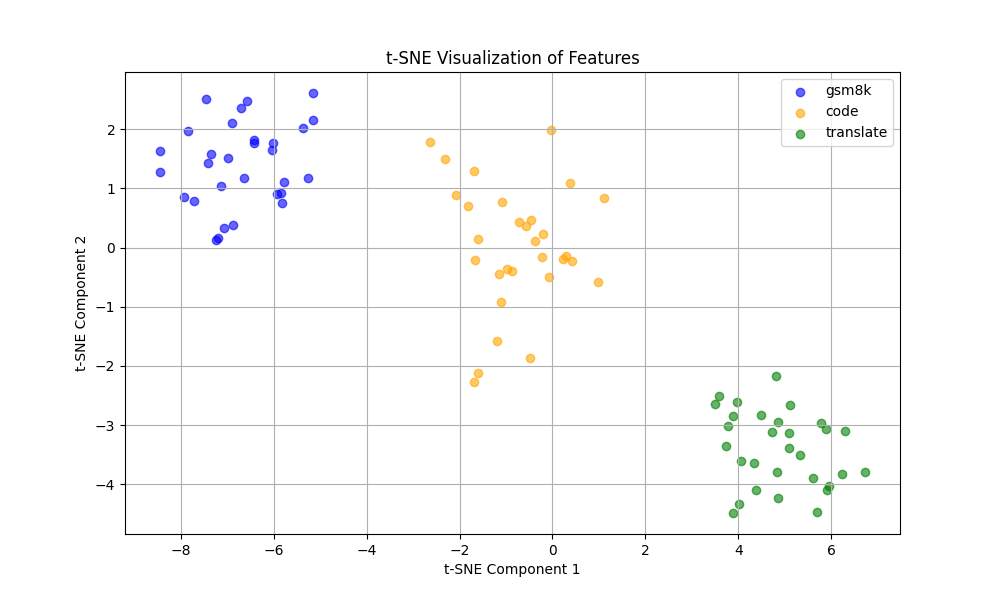 t-SNE Visualization of Features
gsm8k
code
translate
2
1
0
−1
−2
−3
−4
t-SNE Component 2
−8
−6
−4
−2
0
2
4
6
t-SNE Component 1